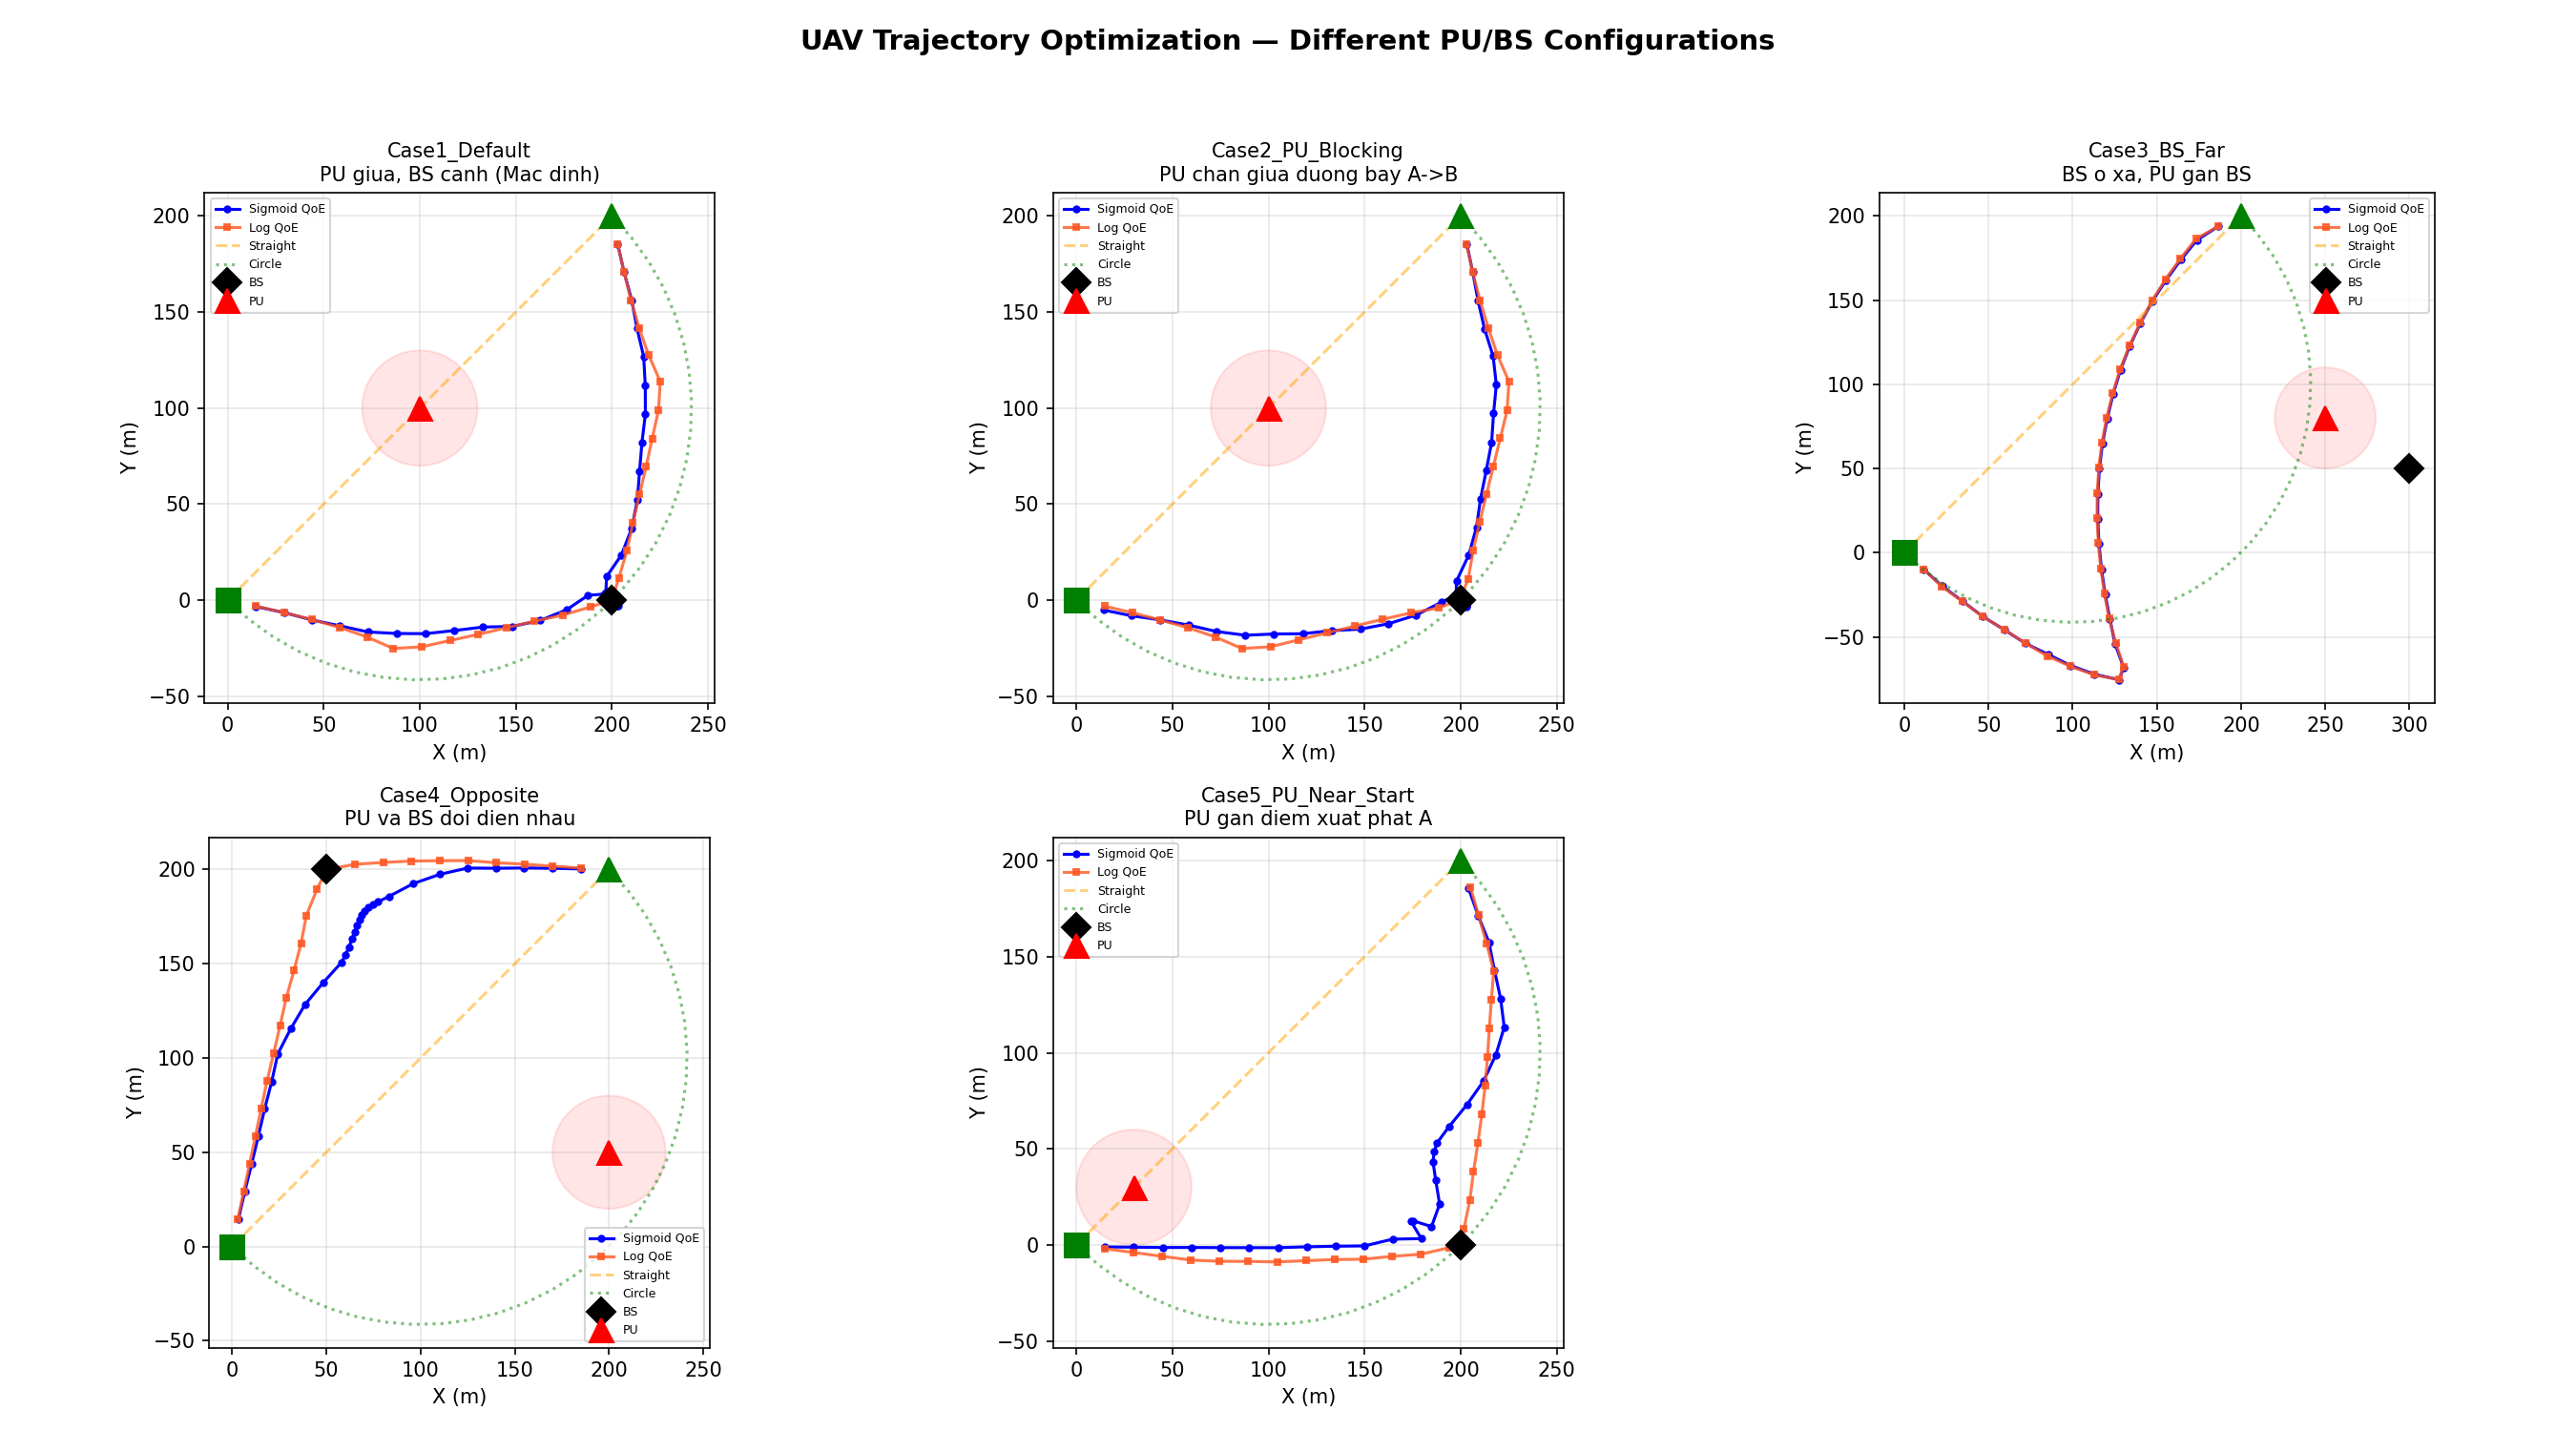 UAV Trajectory Optimization — Different PU/BS Configurations
Case1_Default
PU giua, BS canh (Mac dinh)
Sigmoid QoE
Log QoE
Straight
Circle
BS
PU
200
150
100
50
0
−50
Y (m)
0 50 100 150 200 250
X (m)
Case2_PU_Blocking
PU chan giua duong bay A->B
Sigmoid QoE
Log QoE
Straight
Circle
BS
PU
200
150
100
50
0
−50
Y (m)
0 50 100 150 200 250
X (m)
Case3_BS_Far
BS o xa, PU gan BS
Sigmoid QoE
Log QoE
Straight
Circle
BS
PU
200
150
100
50
0
−50
Y (m)
0 50 100 150 200 250 300
X (m)
Case4_Opposite
PU va BS doi dien nhau
200
150
100
50
0
−50
Y (m)
Sigmoid QoE
Log QoE
Straight
Circle
BS
PU
0 50 100 150 200 250
X (m)
Case5_PU_Near_Start
PU gan diem xuat phat A
Sigmoid QoE
Log QoE
Straight
Circle
BS
PU
200
150
100
50
0
−50
Y (m)
0 50 100 150 200 250
X (m)